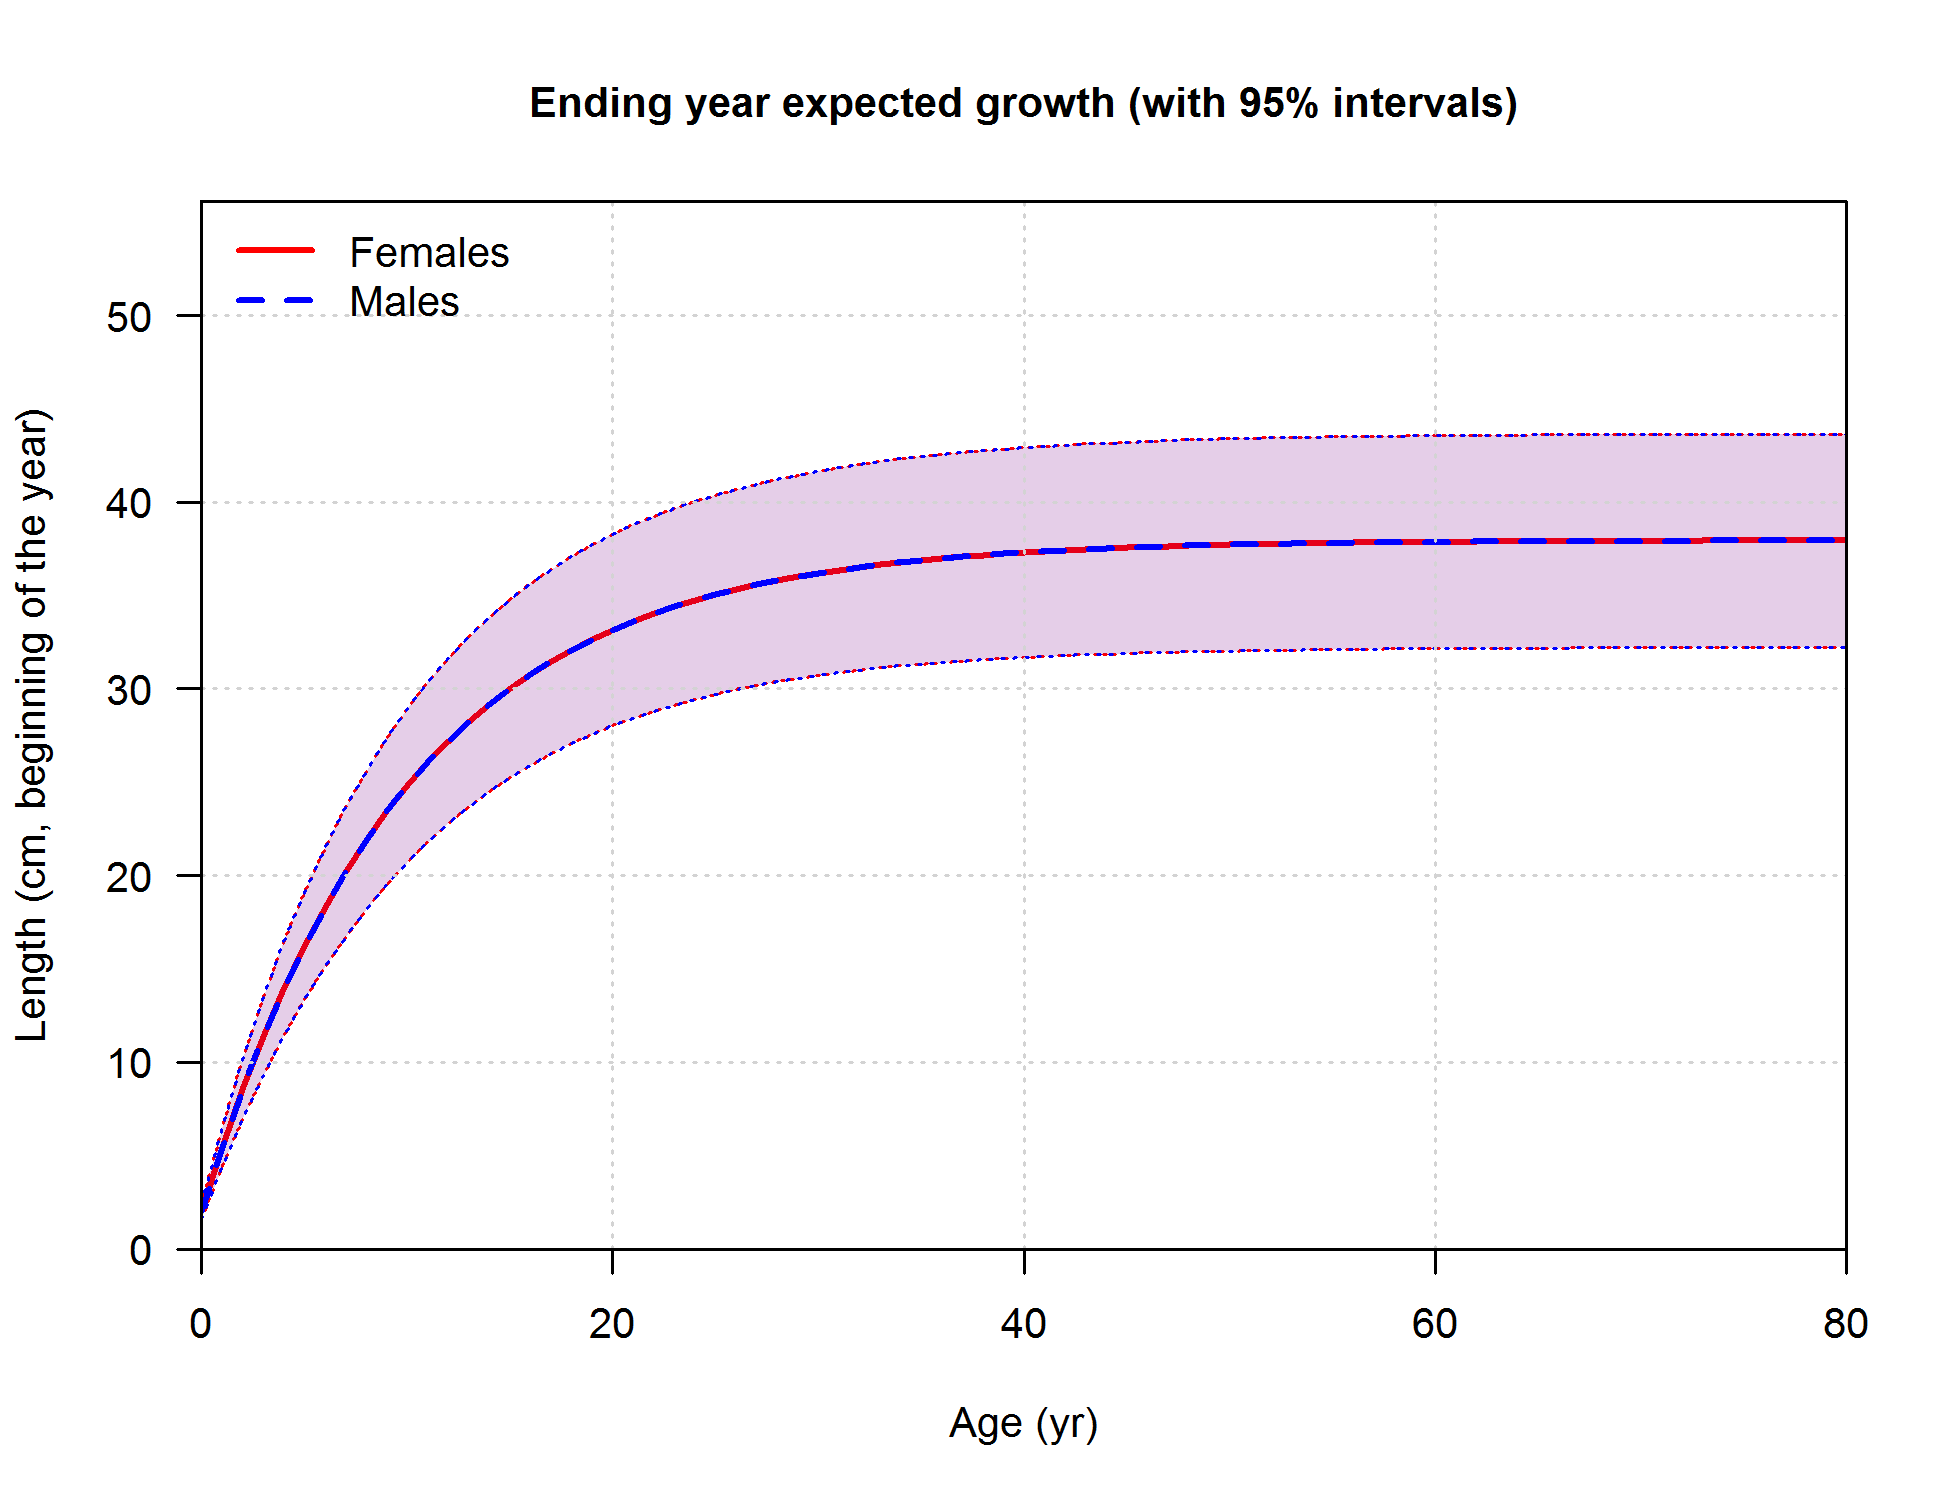 Ending year expected growth (with 95% intervals)
Females
Males
50
40
30
20
10
0
Length (cm, beginning of the year)
0 20 40 60 80
Age (yr)